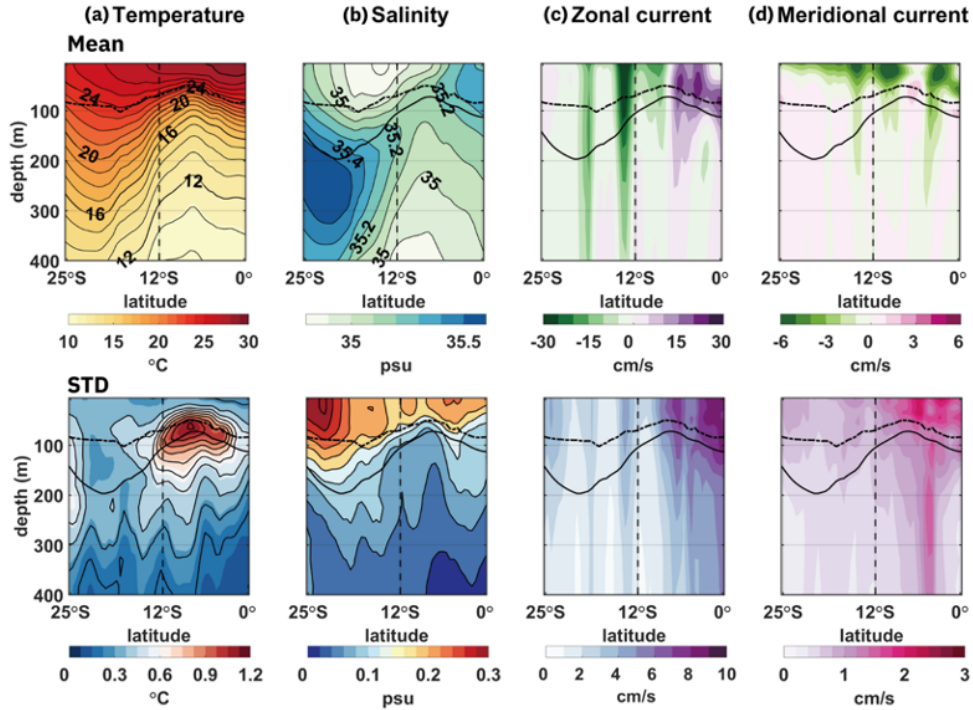 (a) Temperature (b) Salinity (c) Zonal current (d) Meridional current
Mean
24 24 20 16 20 12 16 12
35 35.2 35.2 35.4 35 35.2 35
depth (m)
100
200
300
400
25°S 12°S 0° 25°S 12°S 0° 25°S 12°S 0° 25°S 12°S 0°
latitude latitude latitude latitude
10 15 20 25 30 35 35.5 -30 -15 0 15 30 -6 -3 0 3 6
°C psu cm/s cm/s
STD
depth (m)
100
200
300
400
25°S 12°S 0° 25°S 12°S 0° 25°S 12°S 0° 25°S 12°S 0°
latitude latitude latitude latitude
0 0.3 0.6 0.9 1.2 0 0.1 0.2 0.3 0 2 4 6 8 10 0 1 2 3
°C psu cm/s cm/s